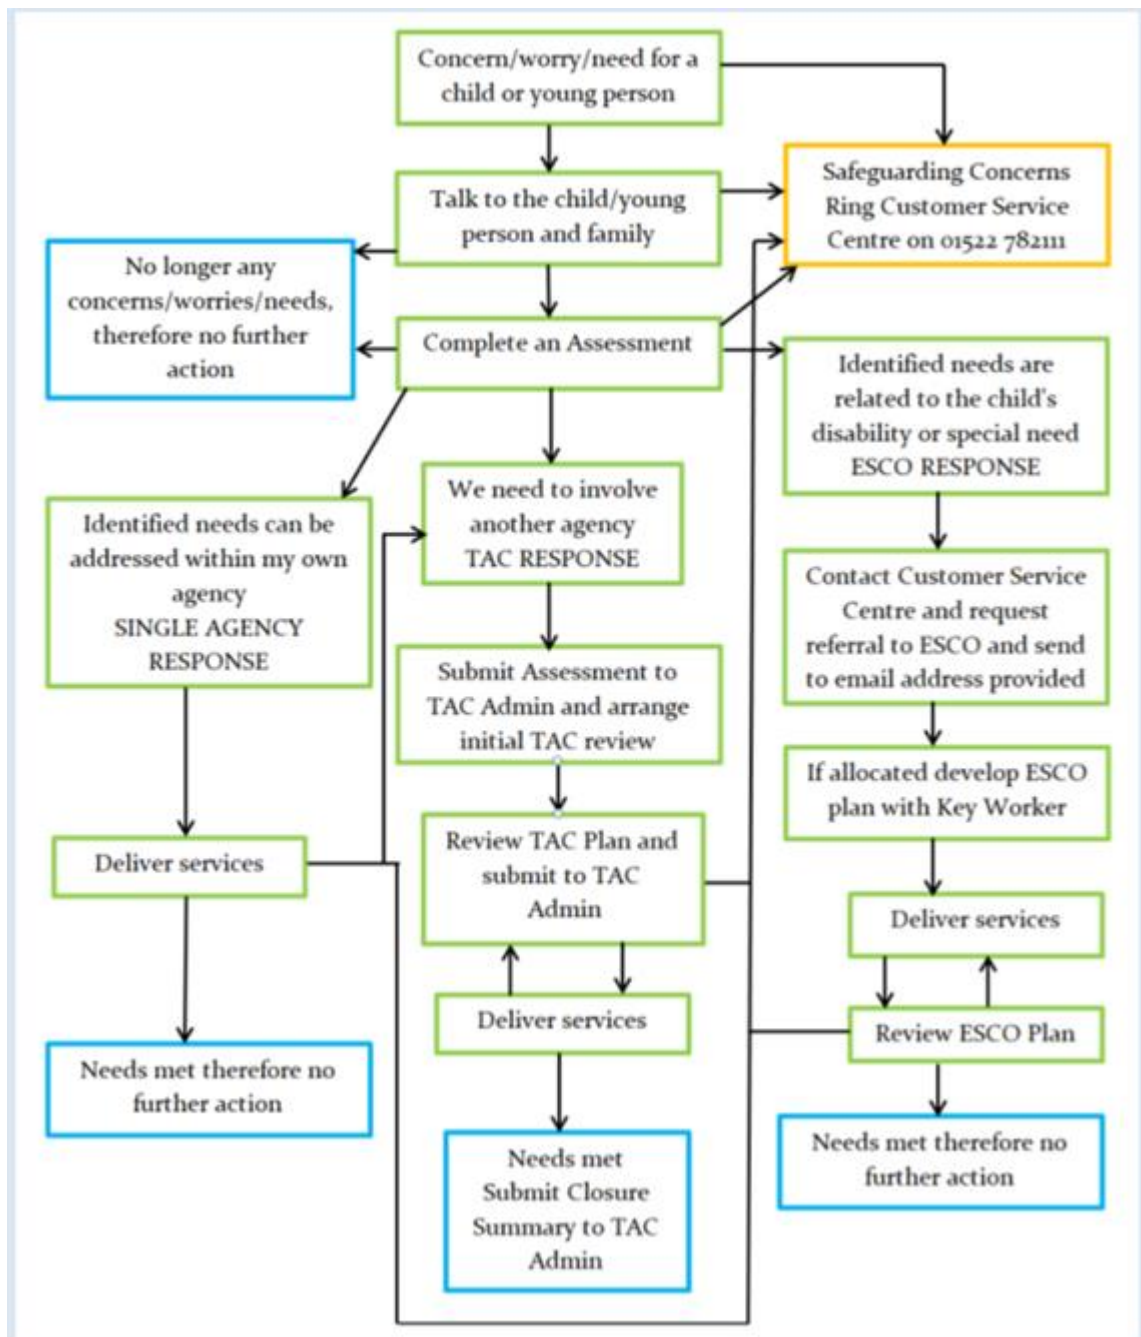 Concern/worry/need for a
child or young person
Safeguarding Concerns
Ring Customer Service
Centre on 01522 782111
Talk to the child/young
person and family
No longer any
concerns/worries/needs,
therefore no further
action
Complete an Assessment
Identified needs are
related to the child's
disability or special need
ESCO RESPONSE
Identified needs can be
addressed within my own
agency
SINGLE AGENCY
RESPONSE
We need to involve
another agency
TAC RESPONSE
Contact Customer Service
Centre and request
referral to ESCO and send
to email address provided
Submit Assessment to
TAC Admin and arrange
initial TAC review
If allocated develop ESCO
plan with Key Worker
Deliver services
Review TAC Plan and
submit to TAC
Admin
Deliver services
Deliver services
Review ESCO Plan
Needs met therefore no
further action
Needs met
Submit Closure
Summary to TAC
Admin
Needs met therefore no
further action